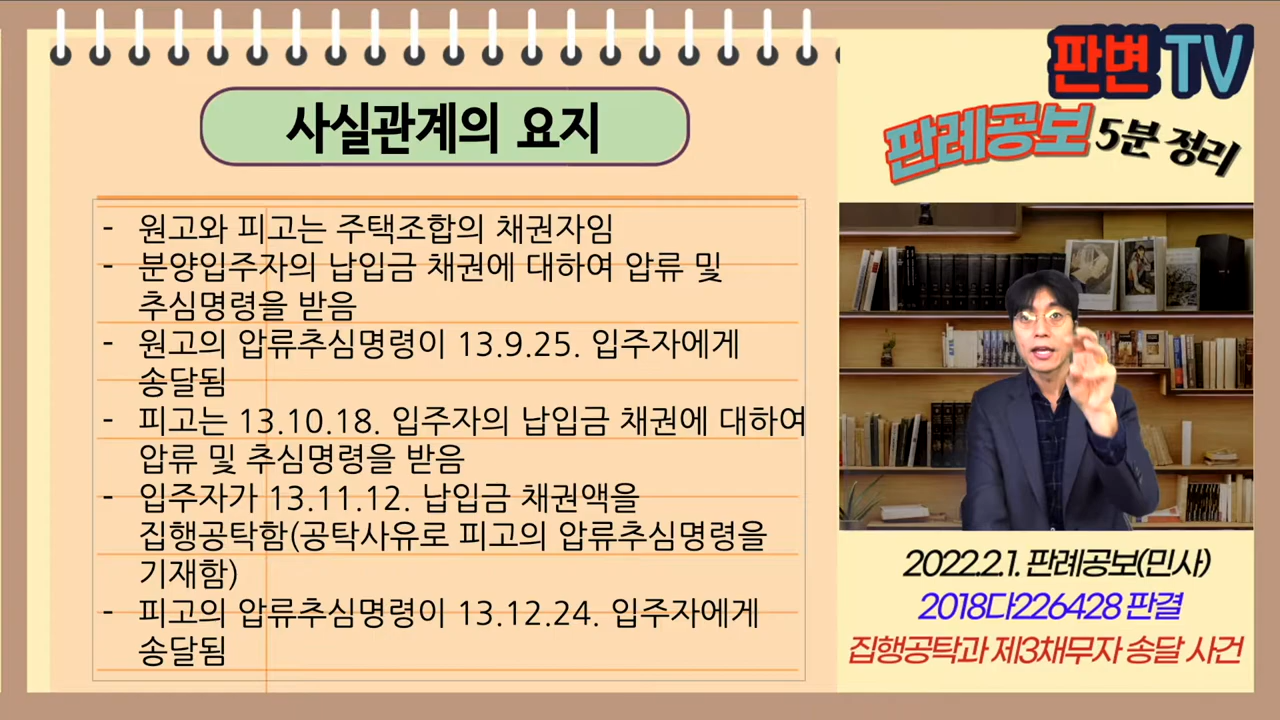 사실관계의 요지
- 원고와 피고는 주택조합의 채권자임
- 분양입주자의 납입금 채권에 대하여 압류 및
추심명령을 받음
- 원고의 압류추심명령이 13.9.25. 입주자에게
송달됨
- 피고는 13.10.18. 입주자의 납입금 채권에 대하여
압류 및 추심명령을 받음
- 입주자가 13.11.12. 납입금 채권액을
집행공탁함(공탁사유로 피고의 압류추심명령을
기재함)
- 피고의 압류추심명령이 13.12.24. 입주자에게
송달됨
판변 TV
판례공보 5분 정리
2022.2.1. 판례공보(민사)
2018다226428 판결
집행공탁과 제3채무자 송달 사건